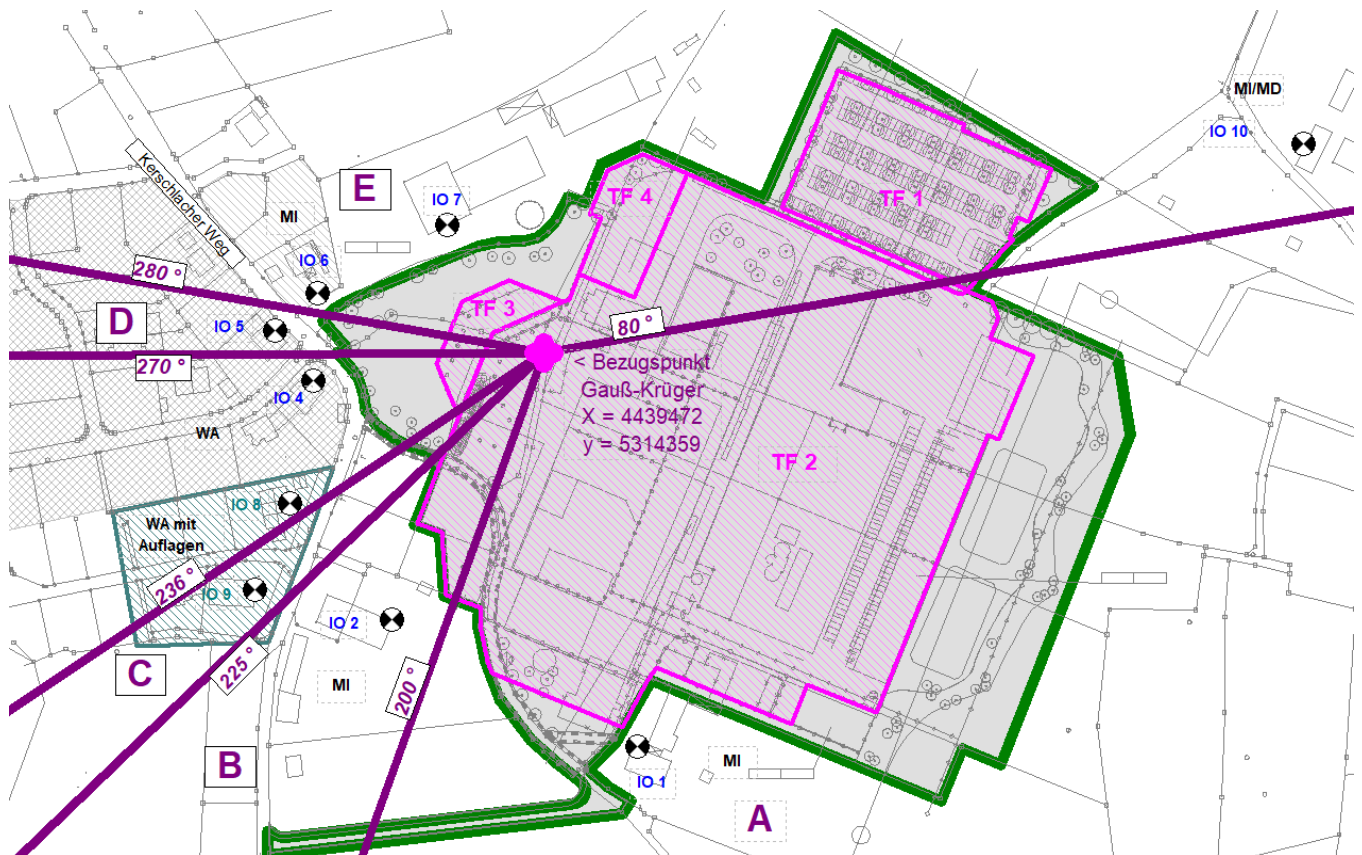 MI/MD
IO 10
Kerschlacher Weg
E
IO 7
TF 4
TF 1
MI
IO 6
280 °
TF 3
D
IO 5
80 °
270 °
< Bezugspunkt
Gauß-Krüger
X = 4439472
y = 5314359
IO 4
WA
TF 2
IO 8
WA mit
Auflagen
236 °
IO 9
IO 2
C
225 °
MI
200 °
B
MI
IO 1
A